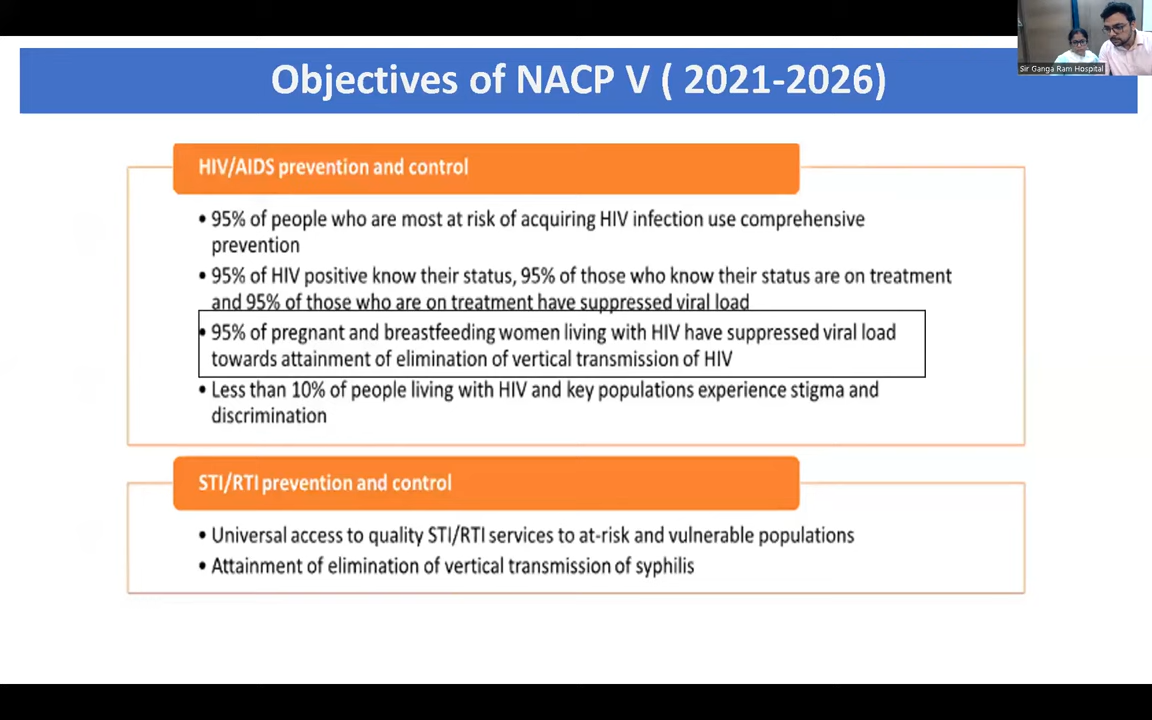 Sir Ganga Ram Hospital
Objectives of NACP V ( 2021-2026)
HIV/AIDS prevention and control
• 95% of people who are most at risk of acquiring HIV infection use comprehensive
prevention
• 95% of HIV positive know their status, 95% of those who know their status are on treatment
and 95% of those who are on treatment have suppressed viral load
• 95% of pregnant and breastfeeding women living with HIV have suppressed viral load
towards attainment of elimination of vertical transmission of HIV
• Less than 10% of people living with HIV and key populations experience stigma and
discrimination
STI/RTI prevention and control
• Universal access to quality STI/RTI services to at-risk and vulnerable populations
• Attainment of elimination of vertical transmission of syphilis